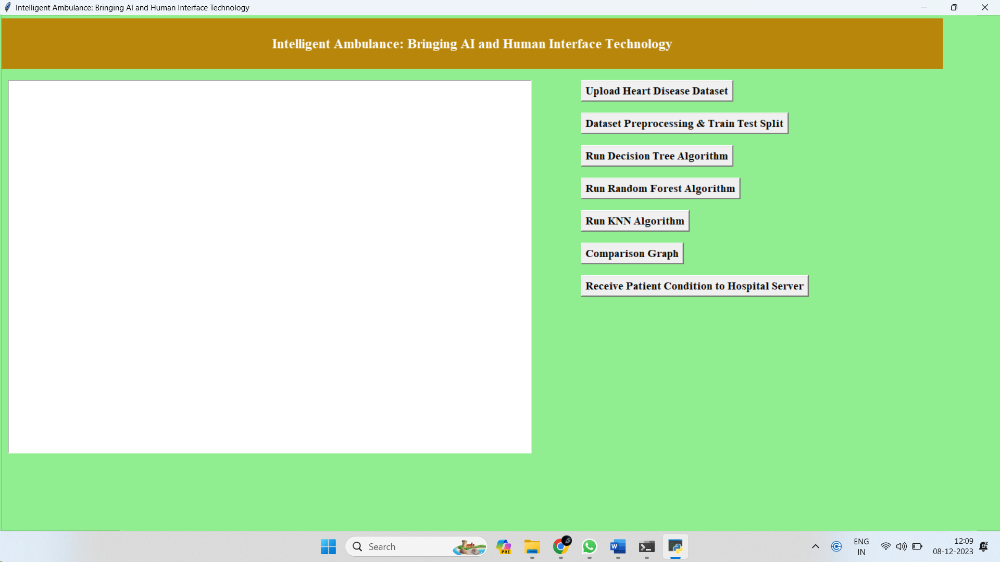 Intelligent Ambulance: Bringing AI and Human Interface Technology
Intelligent Ambulance: Bringing AI and Human Interface Technology
Upload Heart Disease Dataset
Dataset Preprocessing & Train Test Split
Run Decision Tree Algorithm
Run Random Forest Algorithm
Run KNN Algorithm
Comparison Graph
Receive Patient Condition to Hospital Server
Search
PRE
W
ENG
IN
12:09
08-12-2023